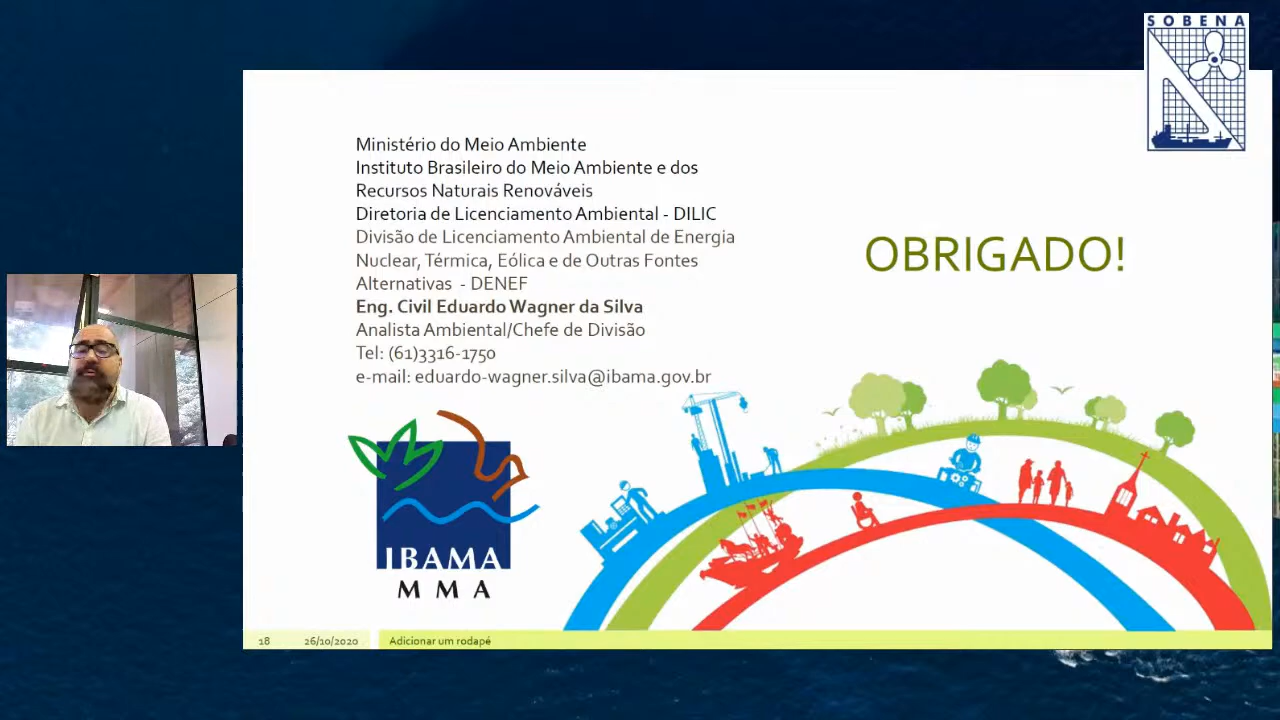 SOBENA
Ministério do Meio Ambiente
Instituto Brasileiro do Meio Ambiente e dos
Recursos Naturais Renováveis
Diretoria de Licenciamento Ambiental - DILIC
Divisão de Licenciamento Ambiental de Energia
Nuclear, Térmica, Eólica e de Outras Fontes
Alternativas - DENEF
Eng. Civil Eduardo Wagner da Silva
Analista Ambiental/Chefe de Divisão
Tel: (61)3316-1750
e-mail: eduardo-wagner.silva@ibama.gov.br
OBRIGADO!
IBAMA
M M A
18 26/10/2020 Adicionar um rodapé